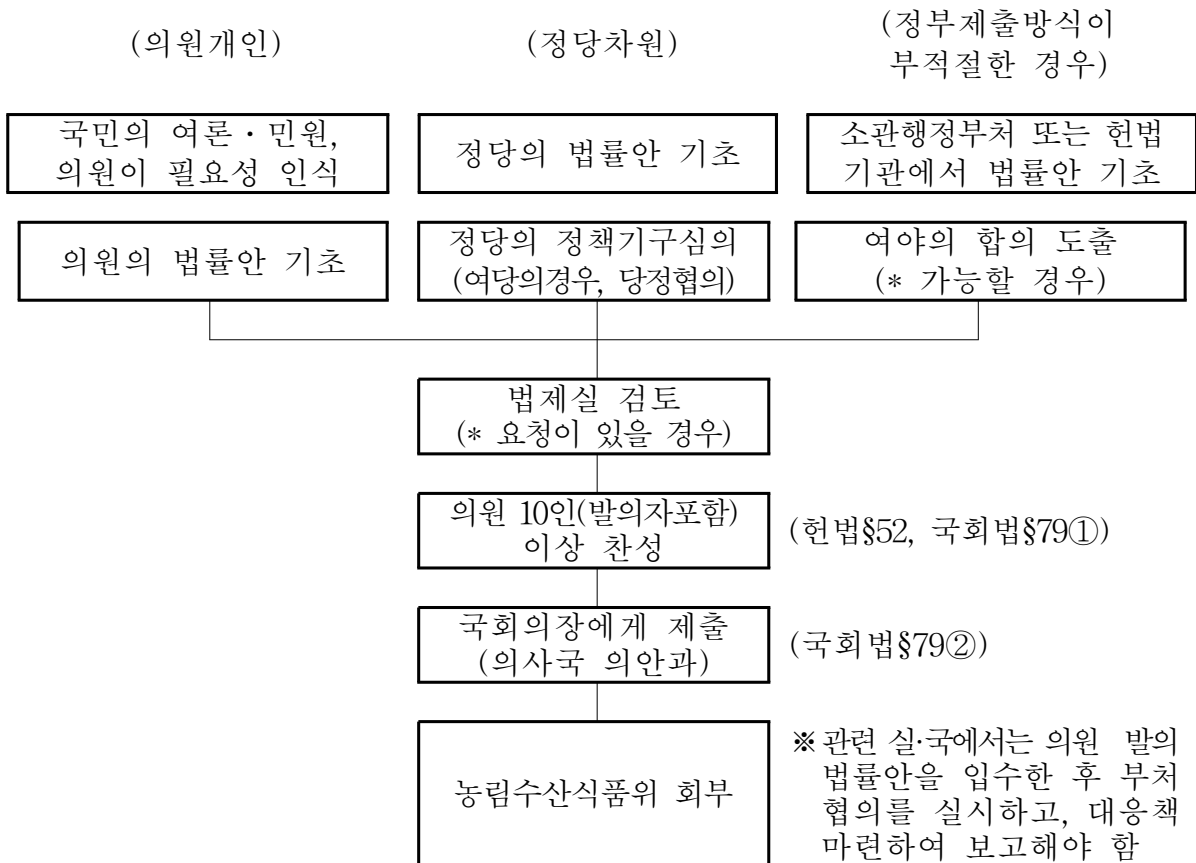 (의원개인)
(정당차원)
(정부제출방식이
부적절한 경우)
국민의 여론·민원,
의원이 필요성 인식
정당의 법률안 기초
소관행정부처 또는 헌법
기관에서 법률안 기초
의원의 법률안 기초
정당의 정책기구심의
(여당의경우, 당정협의)
여야의 합의 도출
(* 가능할 경우)
법제실 검토
(* 요청이 있을 경우)
의원 10인(발의자포함)
이상 찬성
(헌법§52, 국회법§79①)
국회의장에게 제출
(의사국 의안과)
(국회법§79②)
농림수산식품위 회부
※ 관련 실·국에서는 의원 발의
법률안을 입수한 후 부처
협의를 실시하고, 대응책
마련하여 보고해야 함